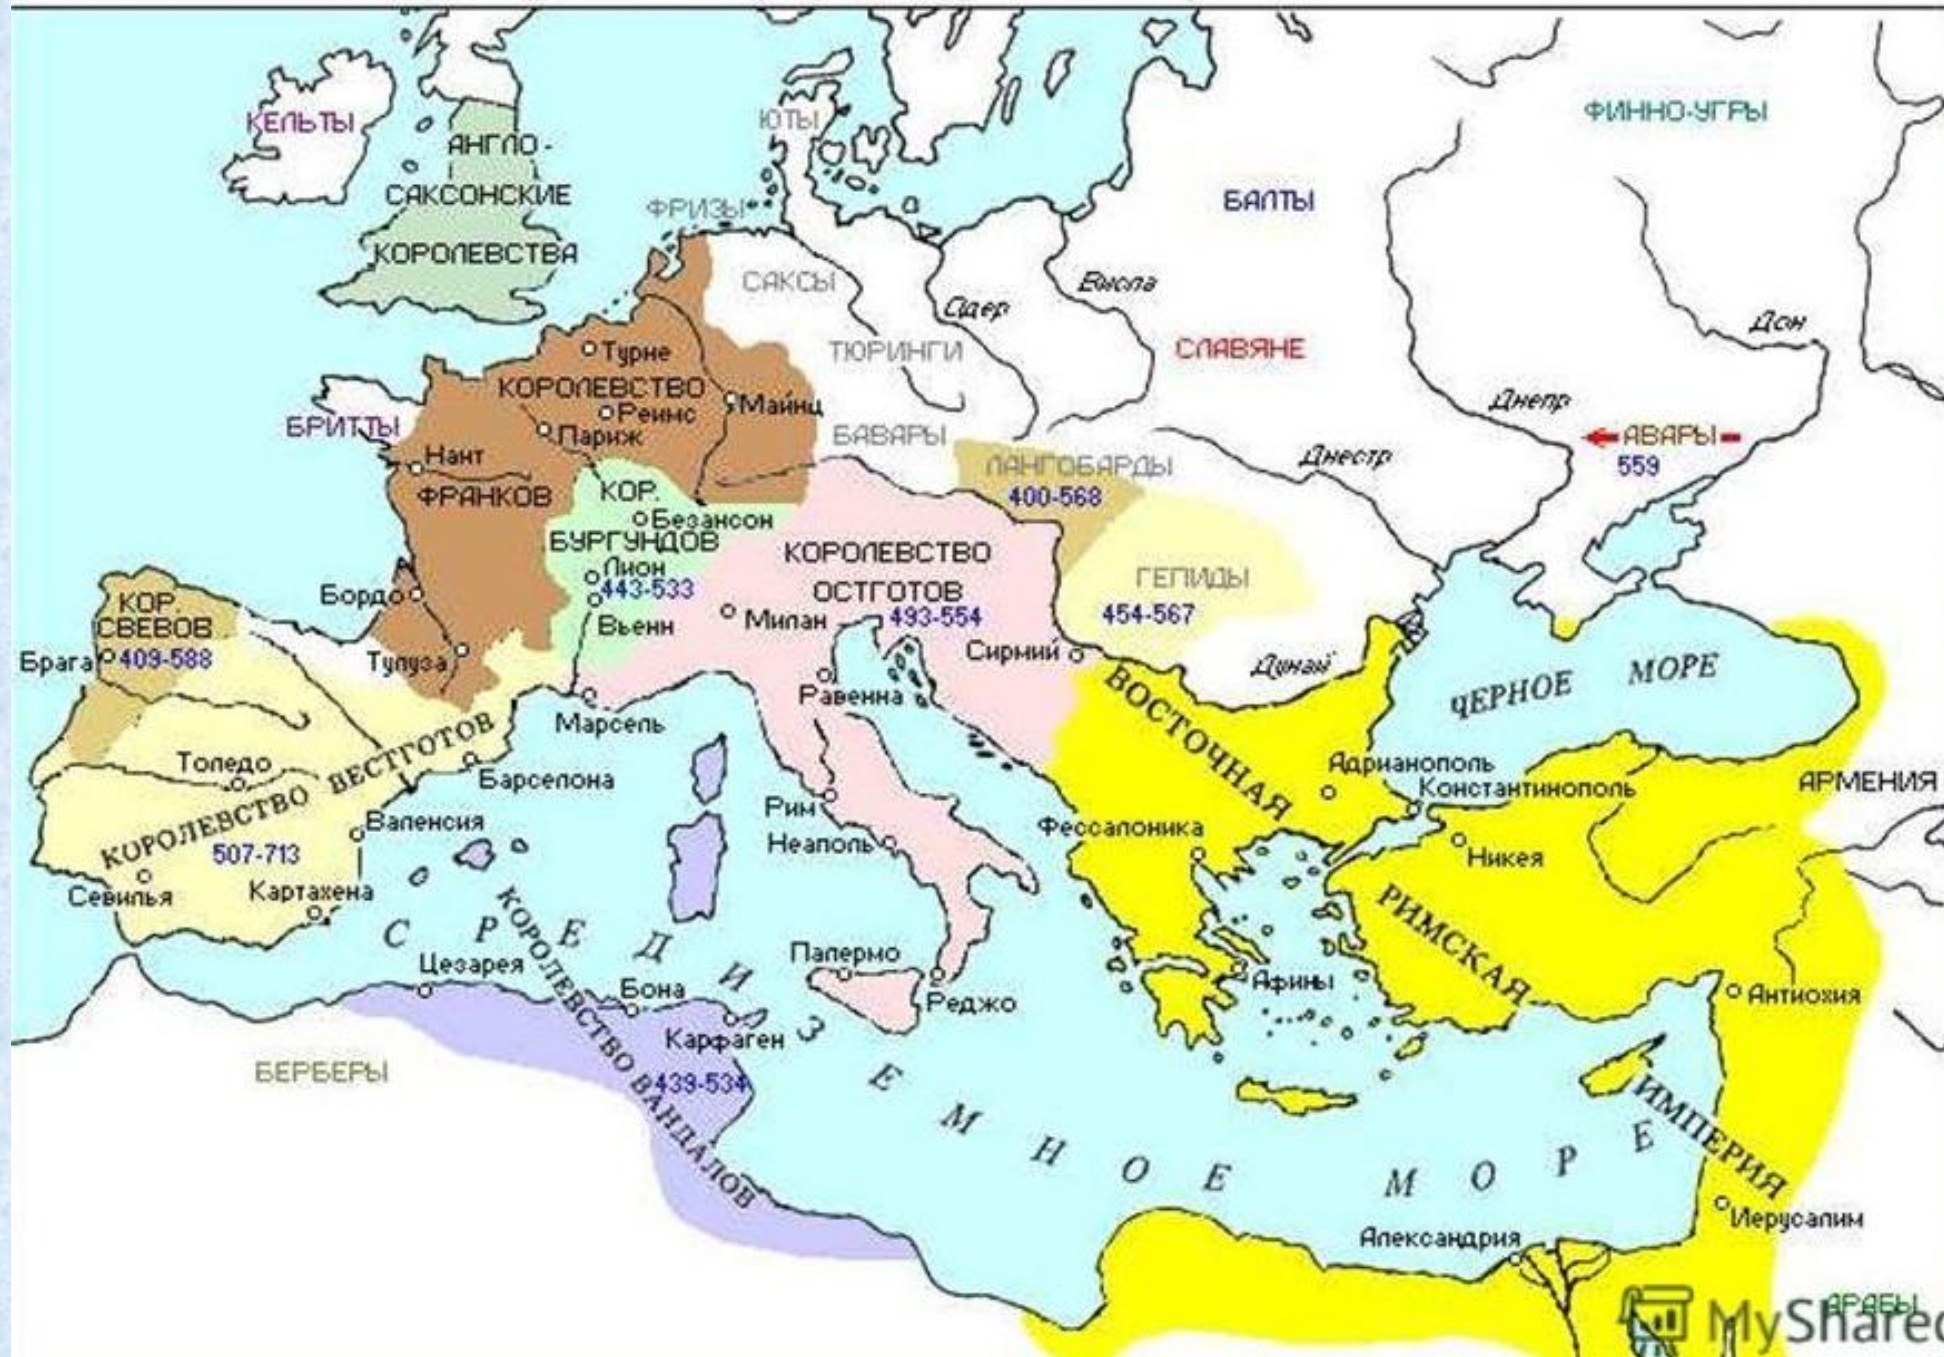 КЕЛЬТЫ
АНГЛО-
САКСОНСКИЕ
КОРОЛЕВСТВА
ЮТЫ
ФРИЗЫ
САКСЫ
ТЮРИНГИ
БАВАРЫ
ФИННО-УГРЫ
БАЛТЫ
СЛАВЯНЕ
Одер
Висла
Дон
Днепр
Днестр
АВАРЫ
559
БРИТТЫ
Турне
КОРОЛЕВСТВО
Реимс
Париж
Майнц
Нант
ФРАНКОВ
КОР.
Безансон
БУРГУНДОВ
Лион
443-533
Вьенн
Бордо
Тулуза
Марсель
ЛАНГОБАРДЫ
400-568
ГЕПИДЫ
454-567
КОРОЛЕВСТВО
ОСТГОТОВ
493-554
Милан
Сирмий
Равенна
Рим
Неаполь
Палермо
Реджо
Дунай
КОР.
СВЕВОВ
409-588
Брага
Толедо
КОРОЛЕВСТВО ВЕСТГОТОВ
507-713
Барселона
Валенсия
Севилья
Картахена
ЧЕРНОЕ МОРЕ
ВОСТОЧНАЯ
РИМСКАЯ
ИМПЕРИЯ
Адрианополь
Константинополь
Фессалоника
Никея
АРМЕНИЯ
Афины
Антиохия
Иерусалим
Александрия
СРЕДИЗЕМНОЕ МОРЕ
КОРОЛЕВСТВО ВАНДАЛОВ
Цезарея
Бона
Карфаген
439-534
БЕРБЕРЫ
АРАБЫ
MyShared